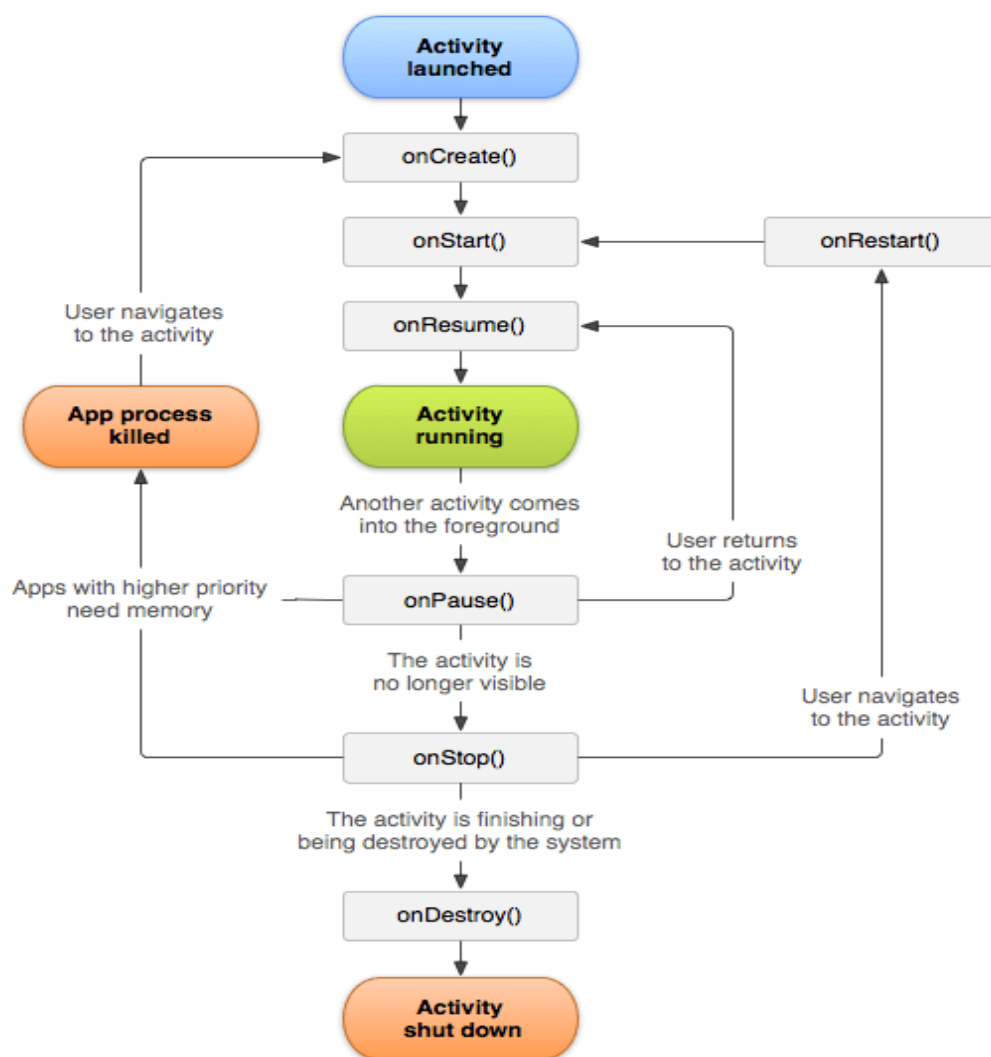 Activity
launched
onCreate()
onStart()
onRestart()
User navigates
to the activity
onResume()
App process
killed
Activity
running
Another activity comes
into the foreground
User returns
to the activity
Apps with higher priority
need memory
onPause()
The activity is
no longer visible
User navigates
to the activity
onStop()
The activity is finishing or
being destroyed by the system
onDestroy()
Activity
shut down